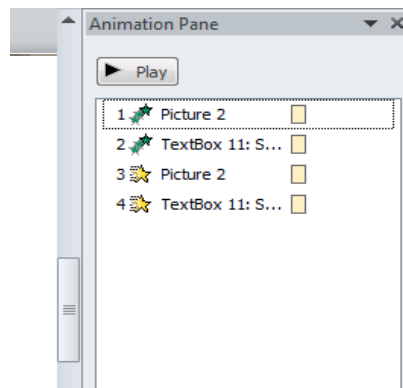 Animation Pane
Play
1 Picture 2
2 TextBox 11: S...
3 Picture 2
4 TextBox 11: S...